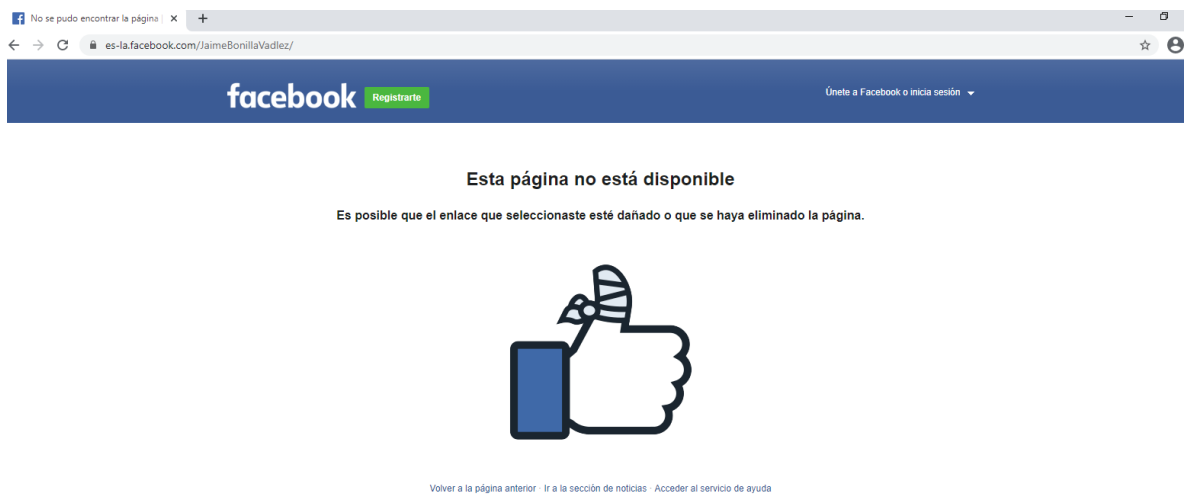 No se pudo encontrar la página |
es-la.facebook.com/JaimeBonillaVadlez/
facebook Registrarte Únete a Facebook o inicia sesión
Esta página no está disponible
Es posible que el enlace que seleccionaste esté dañado o que se haya eliminado la página.
Volver a la página anterior · Ir a la sección de noticias · Acceder al servicio de ayuda